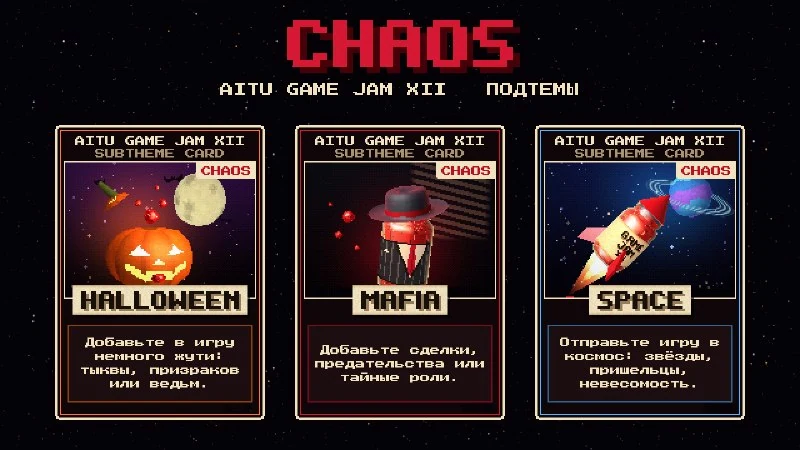 CHAOS
AITU GAME JAM XII ПОДТЕМЫ
AITU GAME JAM XII
SUBTHEME CARD
CHAOS
HALLOWEEN
Добавьте в игру
немного жути:
тыквы, призраков
или ведьм.
AITU GAME JAM XII
SUBTHEME CARD
CHAOS
MAFIA
Добавьте сделки,
предательства или
тайные роли.
AITU GAME JAM XII
SUBTHEME CARD
CHAOS
GAME
JAM
SPACE
Отправьте игру в
космос: звёзды,
пришельцы,
невесомость.